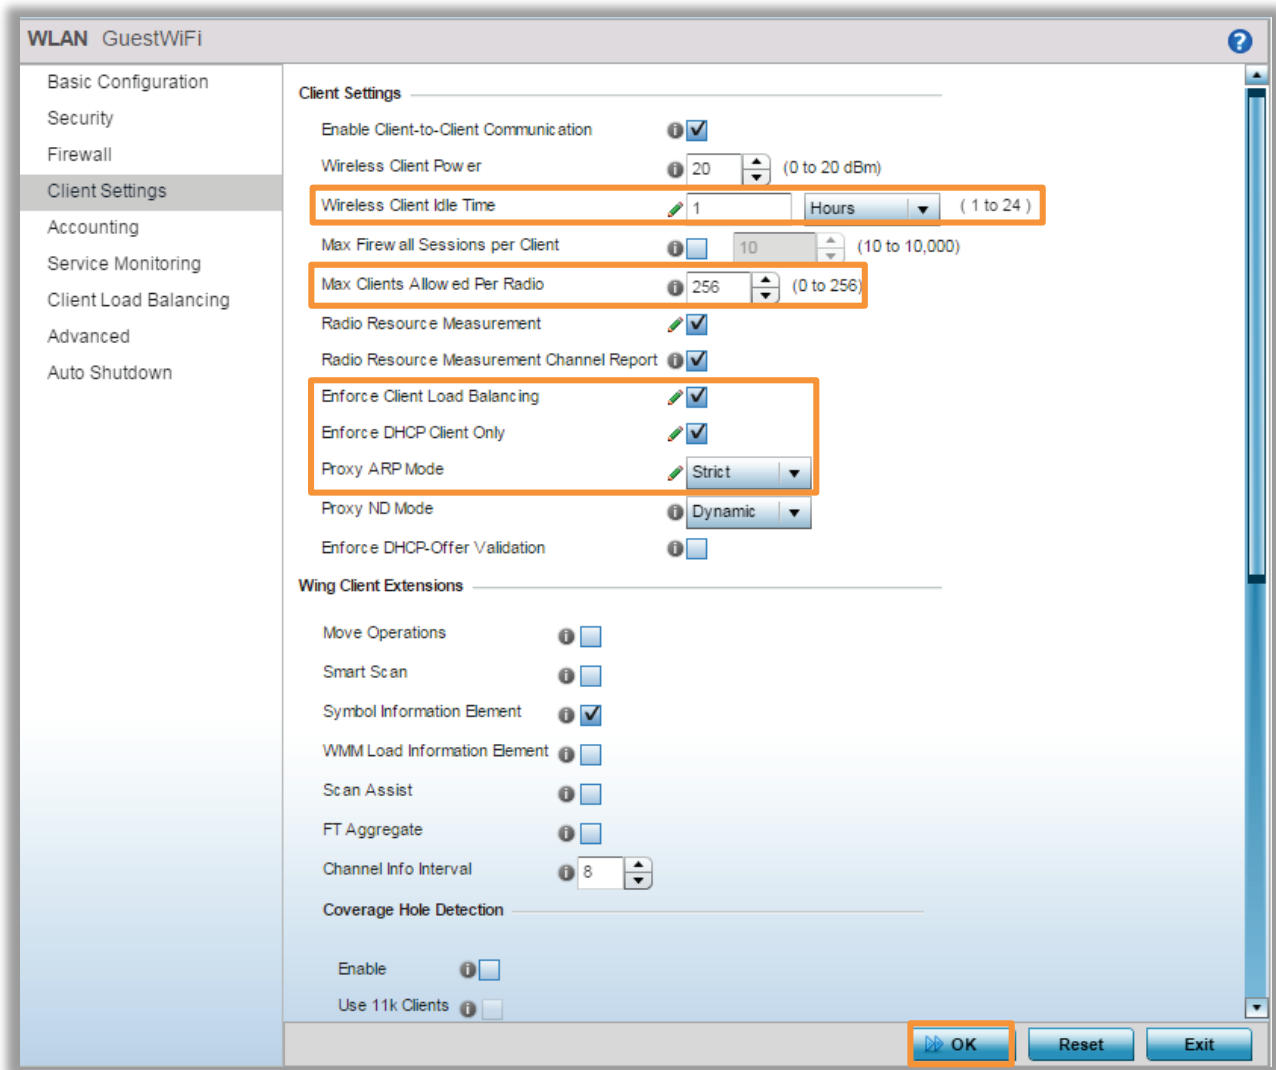 WLAN GuestWiFi
?
Basic Configuration
Security
Firewall
Client Settings
Accounting
Service Monitoring
Client Load Balancing
Advanced
Auto Shutdown
Client Settings
Enable Client-to-Client Communication
Wireless Client Power 20 (0 to 20 dBm)
Wireless Client Idle Time 1 Hours ( 1 to 24 )
Max Firewall Sessions per Client 10 (10 to 10,000)
Max Clients Allowed Per Radio 256 (0 to 256)
Radio Resource Measurement
Radio Resource Measurement Channel Report
Enforce Client Load Balancing
Enforce DHCP Client Only
Proxy ARP Mode Strict
Proxy ND Mode Dynamic
Enforce DHCP-Offer Validation
Wing Client Extensions
Move Operations
Smart Scan
Symbol Information Element
WMM Load Information Element
Scan Assist
FT Aggregate
Channel Info Interval 8
Coverage Hole Detection
Enable
Use 11k Clients
OK Reset Exit